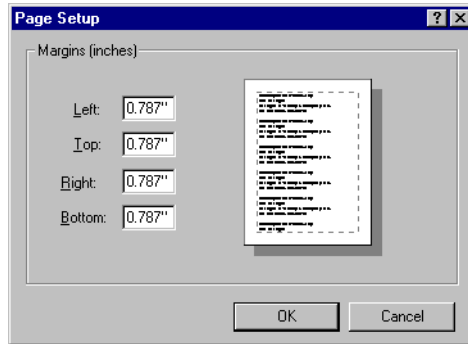 Page Setup
Margins (inches)
Left: 0.787"
Top: 0.787"
Right: 0.787"
Bottom: 0.787"
OK Cancel